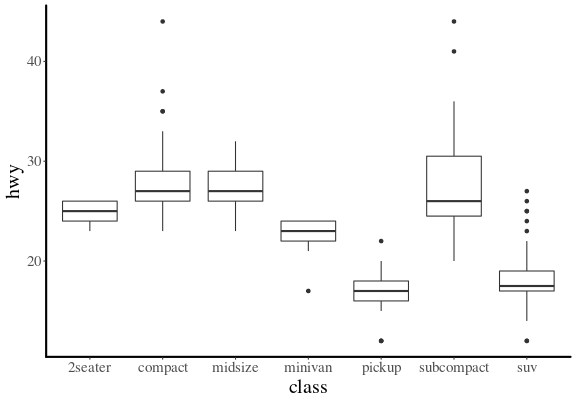 40
30
20
hwy
2seater compact midsize minivan pickup subcompact suv
class